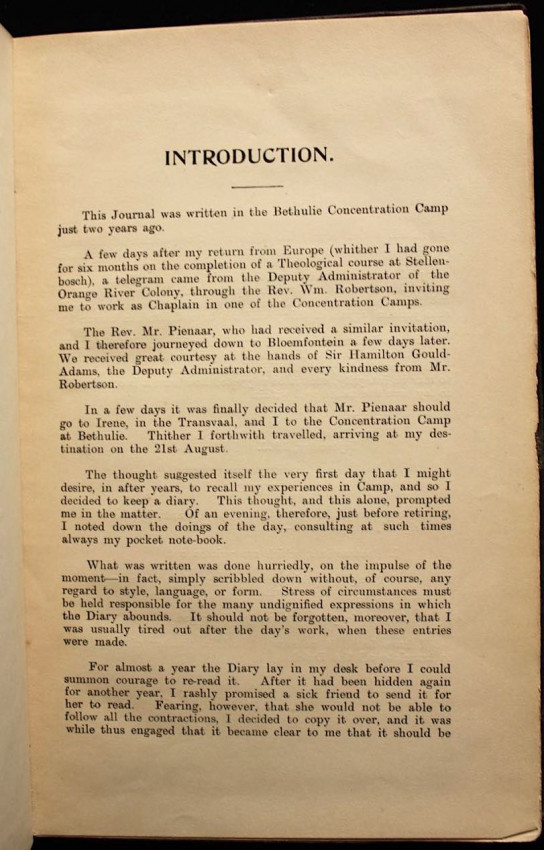 INTRODUCTION.
This Journal was written in the Bethulie Concentration Camp
just two years ago.
A few days after my return from Europe (whither I had gone
for six months on the completion of a Theological course at Stellen-
bosch), a telegram came from the Deputy Administrator of the
Orange River Colony, through the Rev. Wm. Robertson, inviting
me to work as Chaplain in one of the Concentration Camps.
The Rev. Mr. Pienaar, who had received a similar invitation,
and I therefore journeyed down to Bloemfontein a few days later.
We received great courtesy at the hands of Sir Hamilton Gould-
Adams, the Deputy Administrator, and every kindness from Mr.
Robertson.
In a few days it was finally decided that Mr. Pienaar should
go to Irene, in the Transvaal, and I to the Concentration Camp
at Bethulie. Thither I forthwith travelled, arriving at my des-
tination on the 21st August.
The thought suggested itself the very first day that I might
desire, in after years, to recall my experiences in Camp, and so I
decided to keep a diary. This thought, and this alone, prompted
me in the matter. Of an evening, therefore, just before retiring,
I noted down the doings of the day, consulting at such times
always my pocket note-book.
What was written was done hurriedly, on the impulse of the
moment—in fact, simply scribbled down without, of course, any
regard to style, language, or form. Stress of circumstances must
be held responsible for the many undignified expressions in which
the Diary abounds. It should not be forgotten, moreover, that I
was usually tired out after the day's work, when these entries
were made.
For almost a year the Diary lay in my desk before I could
summon courage to re-read it. After it had been hidden again
for another year, I rashly promised a sick friend to send it for
her to read. Fearing, however, that she would not be able to
follow all the contractions, I decided to copy it over, and it was
while thus engaged that it became clear to me that it should be